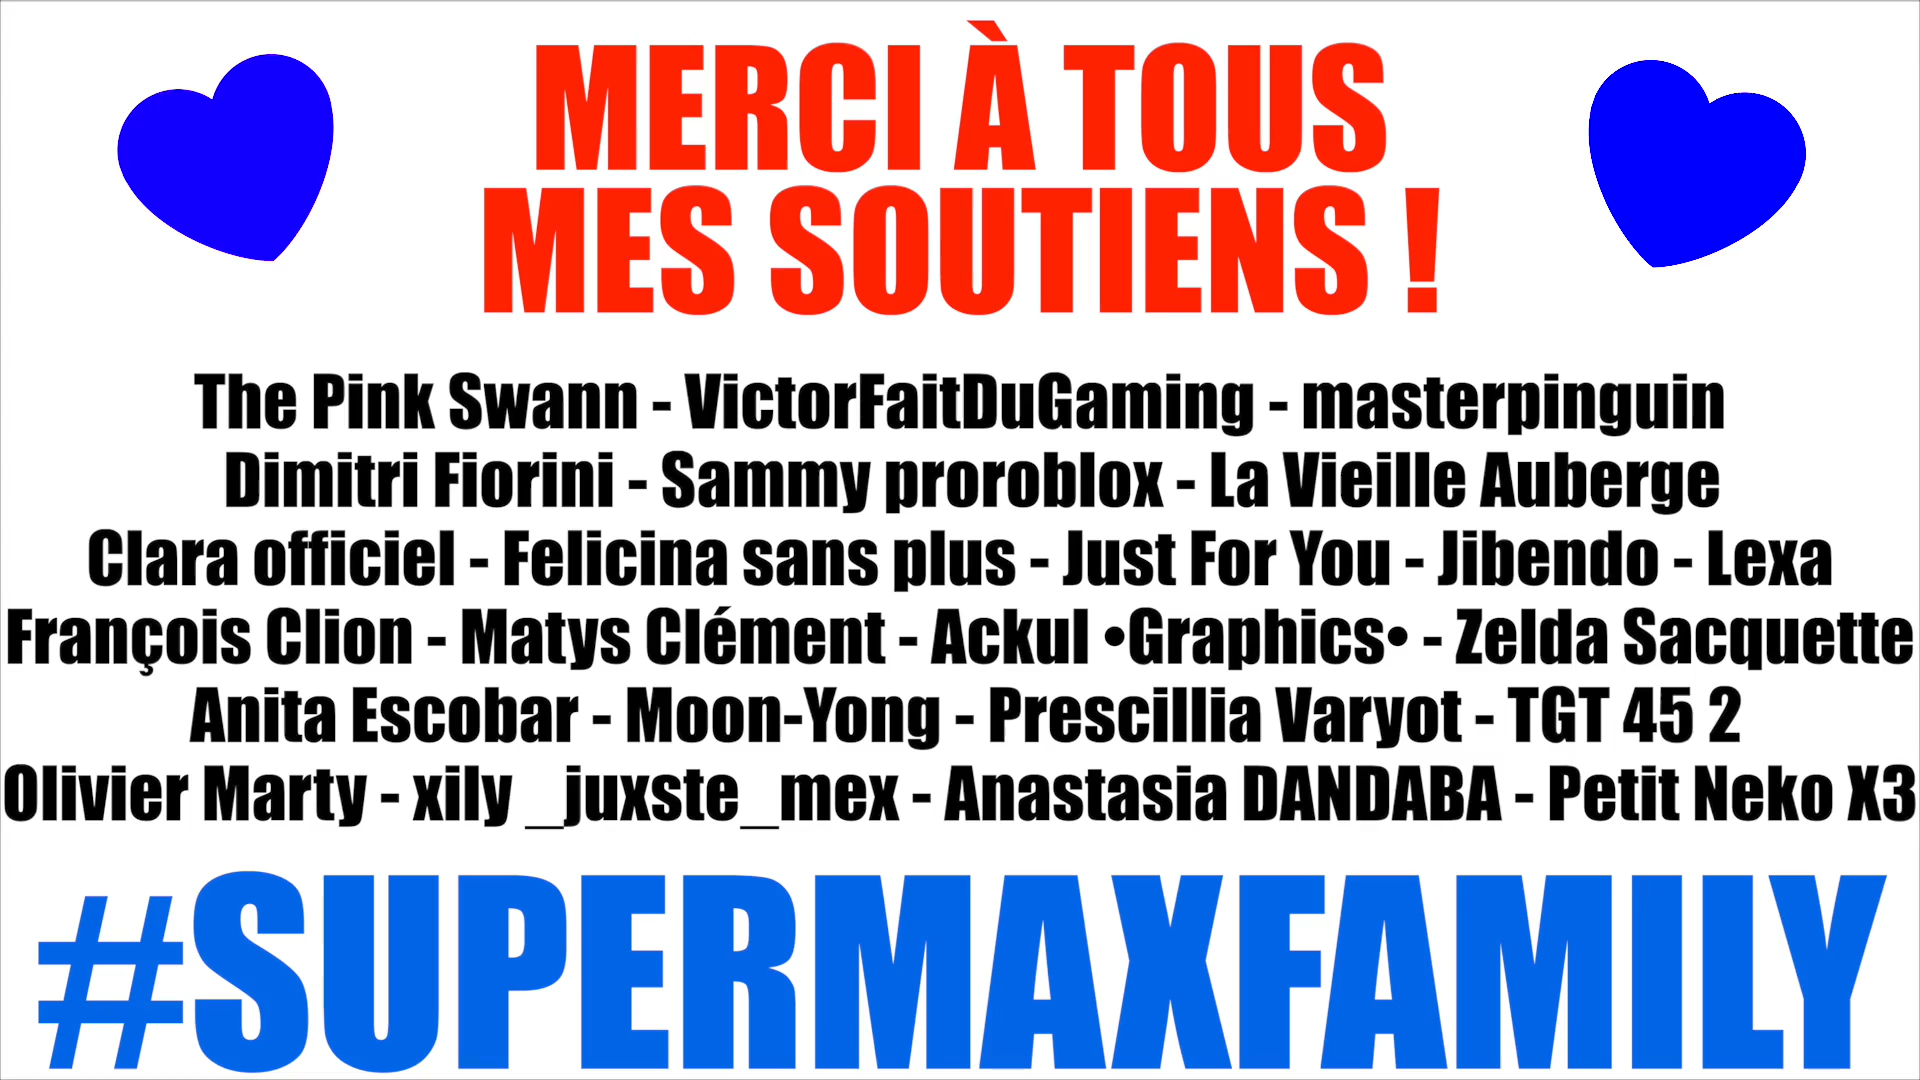 MERCI À TOUS
MES SOUTIENS !
The Pink Swann - VictorFaitDuGaming - masterpinguin
Dimitri Fiorini - Sammy proroblox - La Vieille Auberge
Clara officiel - Felicina sans plus - Just For You - Jibendo - Lexa
François Clion - Matys Clément - Ackul •Graphics• - Zelda Sacquette
Anita Escobar - Moon-Yong - Prescillia Varyot - TGT 45 2
Olivier Marty - xily _juxste_mex - Anastasia DANDABA - Petit Neko X3
#SUPERMAXFAMILY